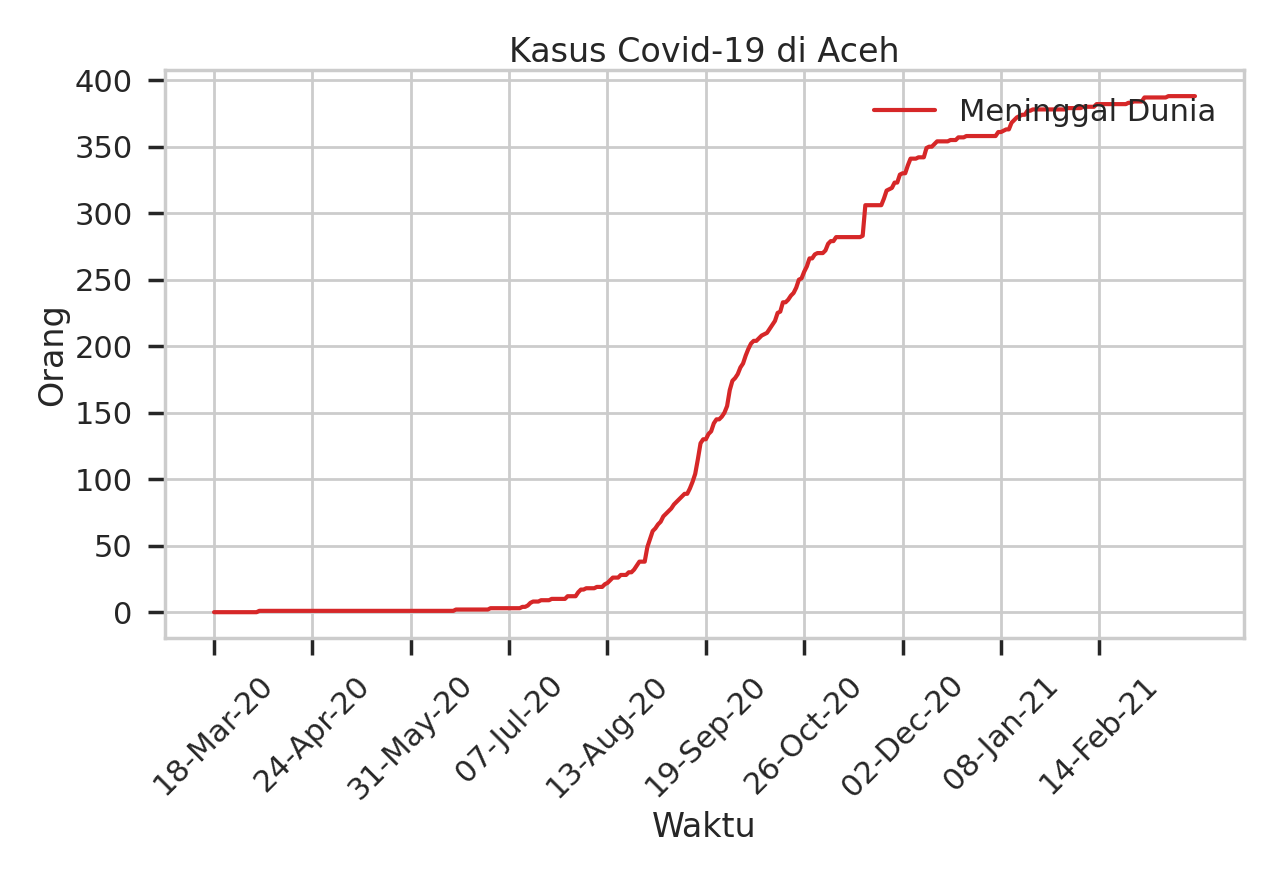 Kasus Covid-19 di Aceh
Meninggal Dunia
400
350
300
250
200
150
100
50
0
Orang
18-Mar-20
24-Apr-20
31-May-20
07-Jul-20
13-Aug-20
19-Sep-20
26-Oct-20
02-Dec-20
08-Jan-21
14-Feb-21
Waktu